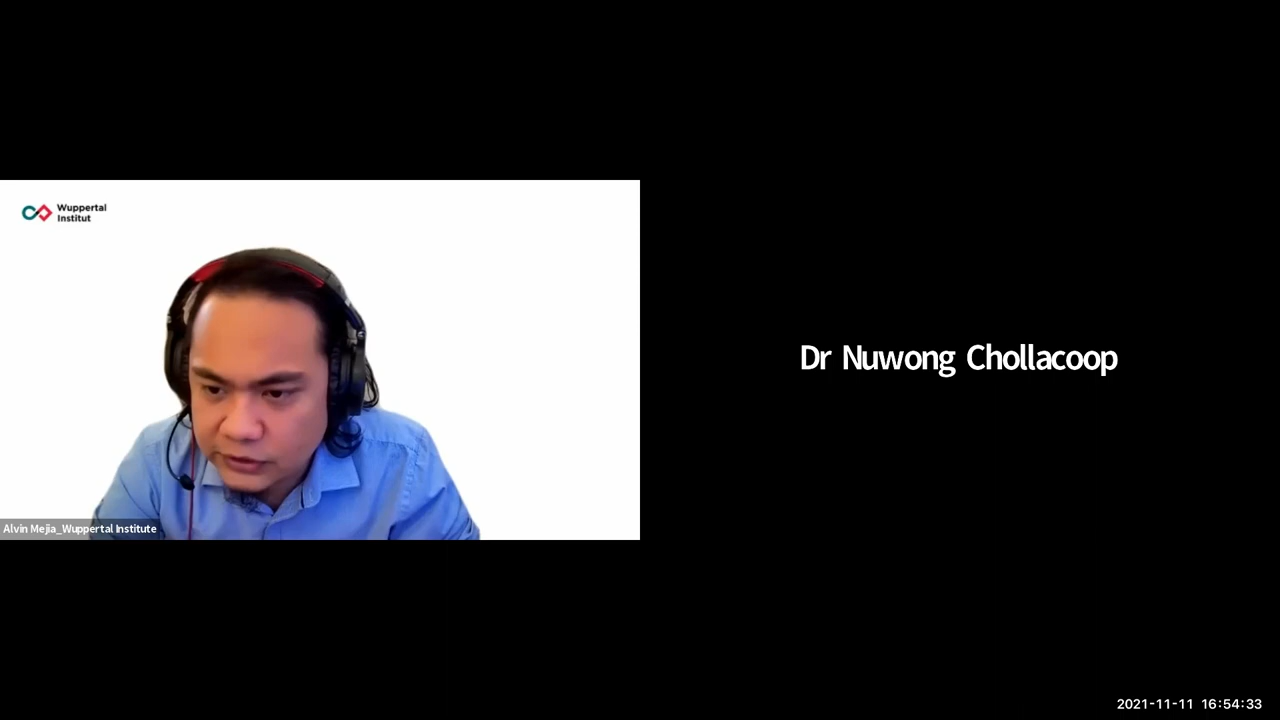 Wuppertal
Institut
Alvin Mejia_Wuppertal Institute
Dr Nuwong Chollacoop
2021-11-11 16:54:33